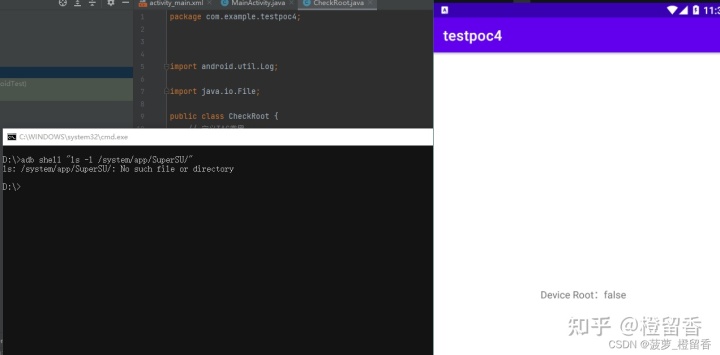 activity_main.xml
MainActivity.java
CheckRoot.java
1 package com.example.testpoc4;
2
3
4
5 import android.util.Log;
6
7 import java.io.File;
8
9 public class CheckRoot {
C:\WINDOWS\system32\cmd.exe
D:\>adb shell "ls -l /system/app/SuperSU/"
ls: /system/app/SuperSU/: No such file or directory
D:\>
testpoc4
Device Root：false
知乎 @橙留香
CSDN @菠萝_橙留香